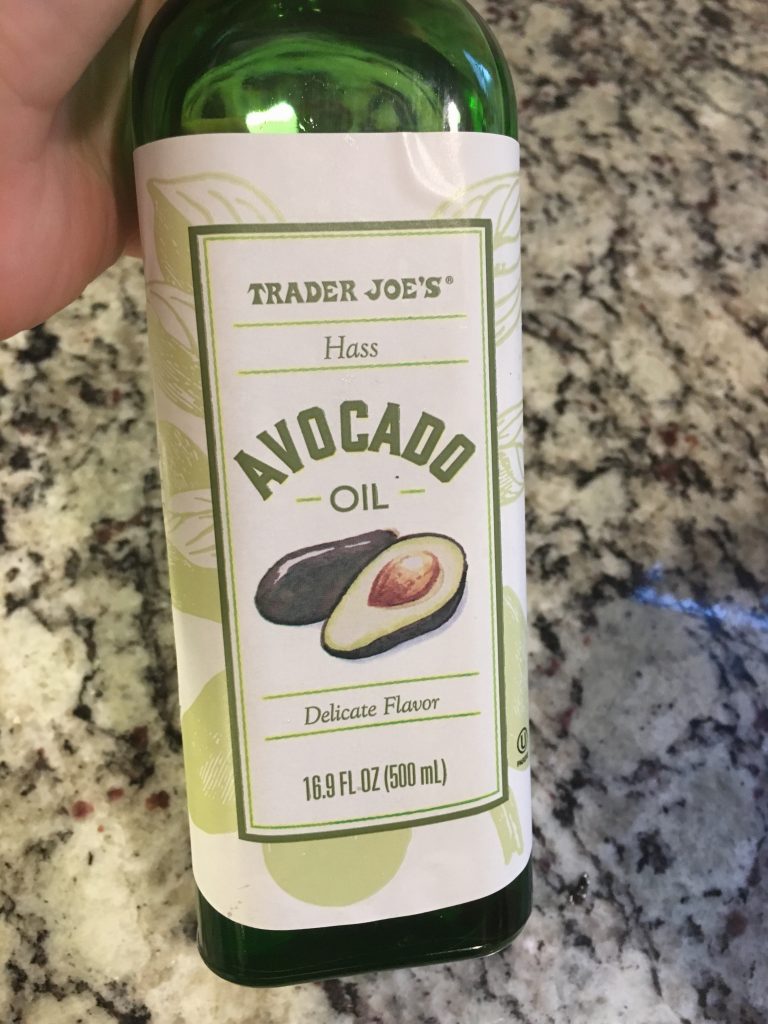 TRADER JOE'S®
Hass
AVOCADO
OIL
Delicate Flavor
16.9 FL OZ (500 mL)
U